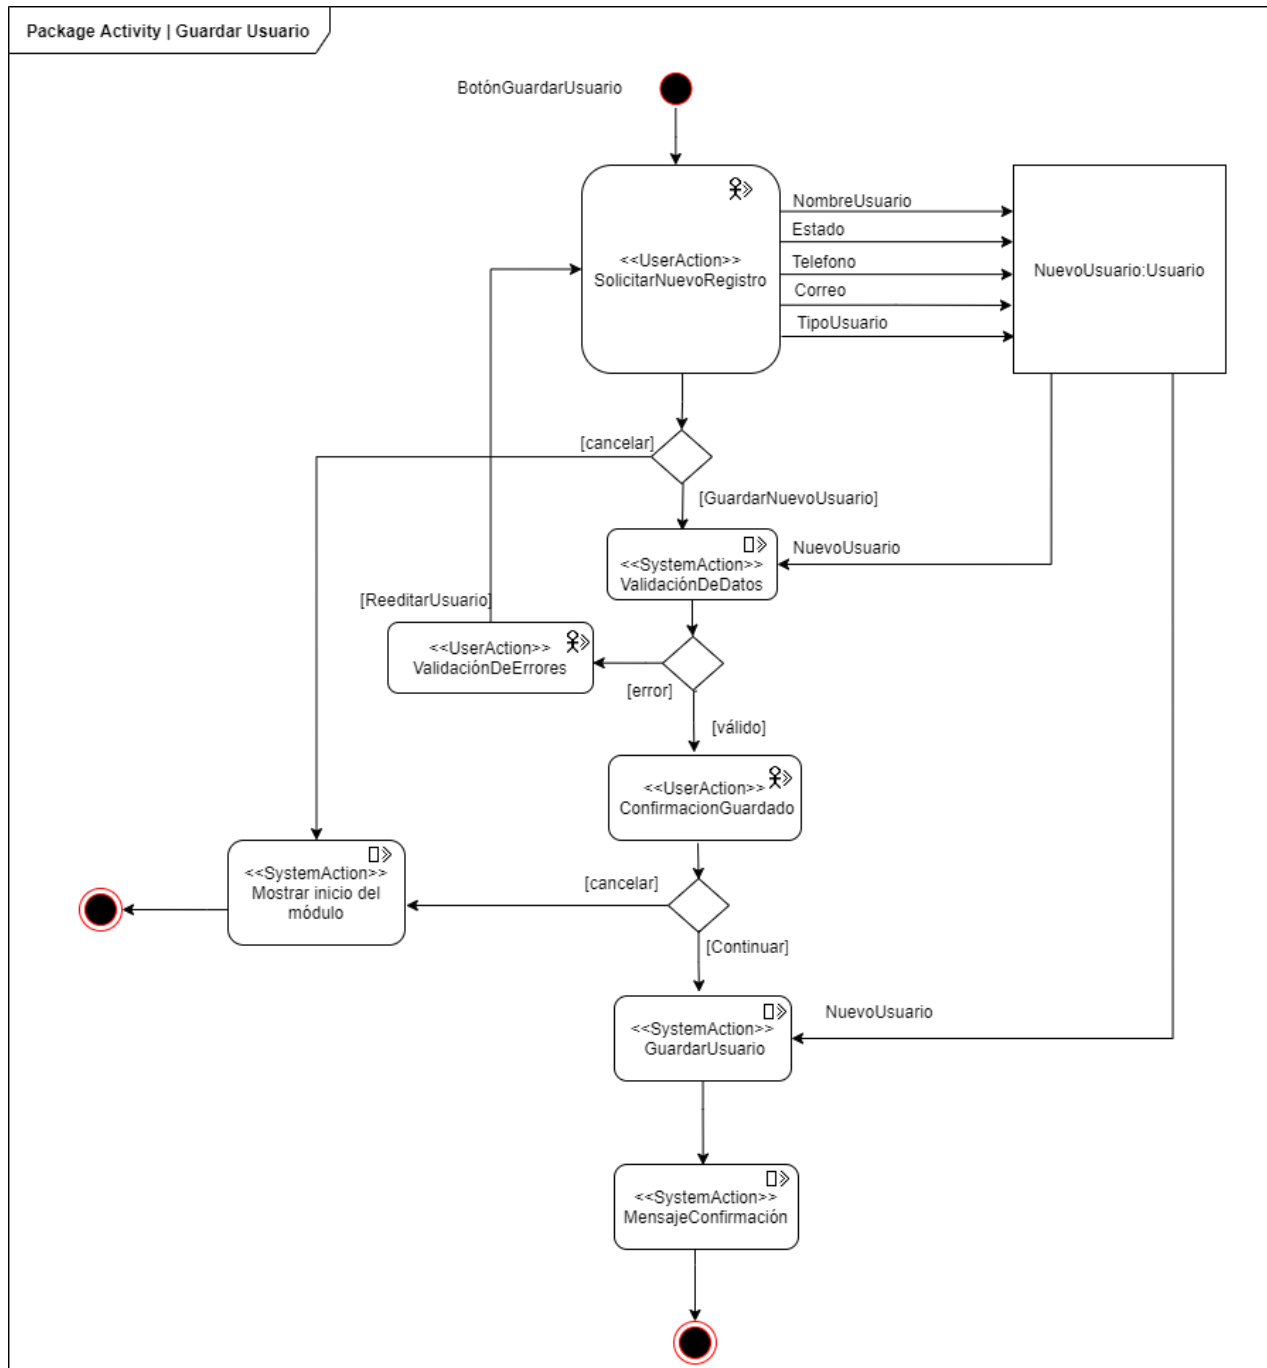 Package Activity | Guardar Usuario
BotónGuardarUsuario
<<UserAction>>
SolicitarNuevoRegistro
NombreUsuario
Estado
Telefono
Correo
TipoUsuario
NuevoUsuario:Usuario
[cancelar]
[GuardarNuevoUsuario]
<<SystemAction>>
ValidaciónDeDatos
NuevoUsuario
[ReeditarUsuario]
<<UserAction>>
ValidaciónDeErrores
[error]
[válido]
<<UserAction>>
ConfirmacionGuardado
<<SystemAction>>
Mostrar inicio del
módulo
[cancelar]
[Continuar]
<<SystemAction>>
GuardarUsuario
NuevoUsuario
<<SystemAction>>
MensajeConfirmación